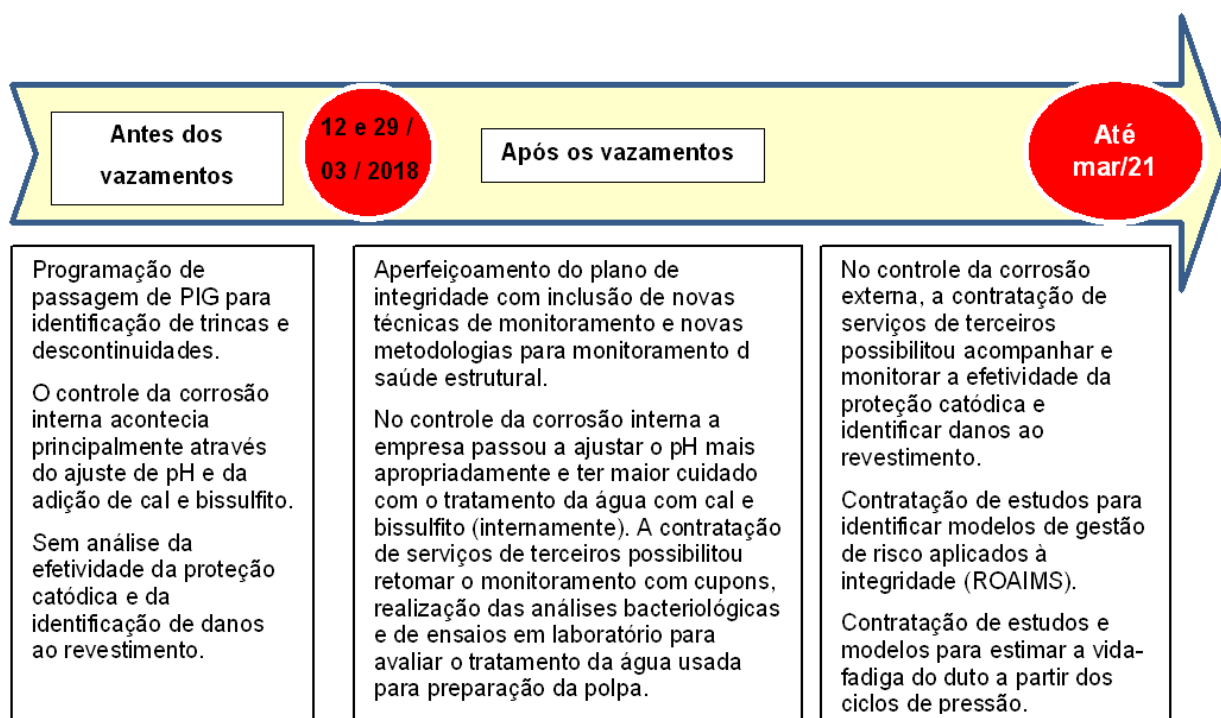 Antes dos
vazamentos
12 e 29 /
03 / 2018
Após os vazamentos
Até
mar/21
Programação de
passagem de PIG para
identificação de trincas e
descontinuidades.
O controle da corrosão
interna acontecia
principalmente através
do ajuste de pH e da
adição de cal e bissulfito.
Sem análise da
efetividade da proteção
catódica e da
identificação de danos
ao revestimento.
Aperfeiçoamento do plano de
integridade com inclusão de novas
técnicas de monitoramento e novas
metodologias para monitoramento d
saúde estrutural.
No controle da corrosão interna a
empresa passou a ajustar o pH mais
apropriadamente e ter maior cuidado
com o tratamento da água com cal e
bissulfito (internamente). A contratação
de serviços de terceiros possibilitou
retomar o monitoramento com cupons,
realização das análises bacteriológicas
e de ensaios em laboratório para
avaliar o tratamento da água usada
para preparação da polpa.
No controle da corrosão
externa, a contratação de
serviços de terceiros
possibilitou acompanhar e
monitorar a efetividade da
proteção catódica e
identificar danos ao
revestimento.
Contratação de estudos para
identificar modelos de gestão
de risco aplicados à
integridade (ROAIMS).
Contratação de estudos e
modelos para estimar a vida-
fadiga do duto a partir dos
ciclos de pressão.